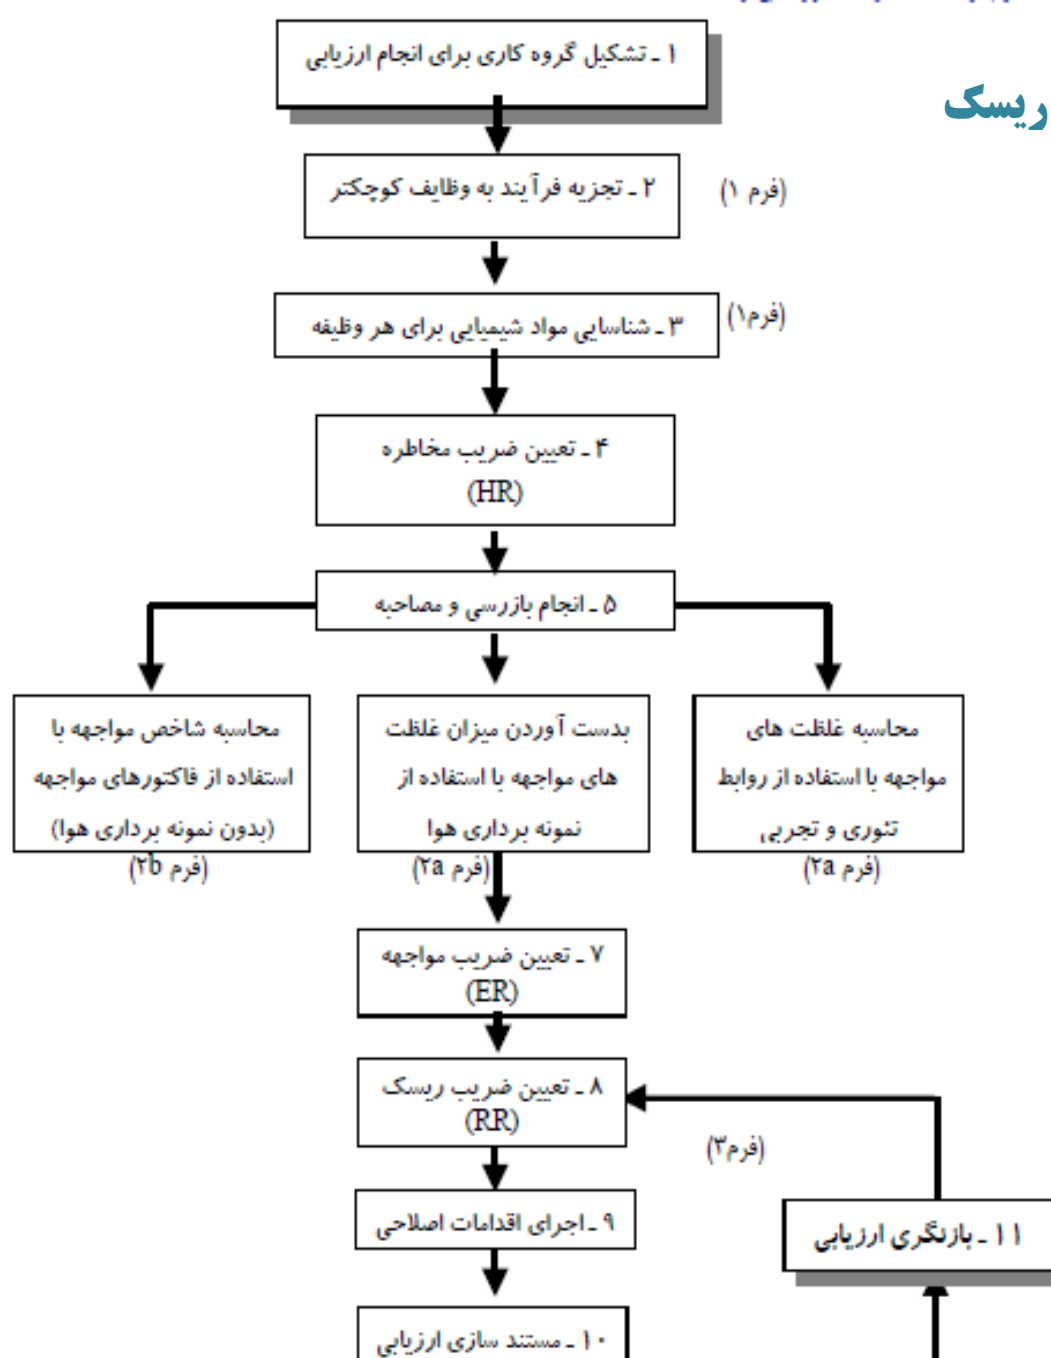 ۱ ـ تشکیل گروه کاری برای انجام ارزیابی
ریسک
۲ ـ تجزیه فرآیند به وظایف کوچکتر
(فرم ۱)
۳ ـ شناسایی مواد شیمیایی برای هر وظیفه
(فرم۱)
۴ ـ تعیین ضریب مخاطره
(HR)
۵ ـ انجام بازرسی و مصاحبه
محاسبه غلظت های
مواجهه با استفاده از روابط
تئوری و تجربی
(فرم ۲a)
بدست آوردن میزان غلظت
های مواجهه با استفاده از
نمونه برداری هوا
(فرم ۲a)
محاسبه شاخص مواجهه با
استفاده از فاکتورهای مواجهه
(بدون نمونه برداری هوا)
(فرم ۲b)
۷ ـ تعیین ضریب مواجهه
(ER)
۸ ـ تعیین ضریب ریسک
(RR)
(فرم۳)
۹ ـ اجرای اقدامات اصلاحی
۱۱ ـ بازنگری ارزیابی
۱۰ ـ مستند سازی ارزیابی